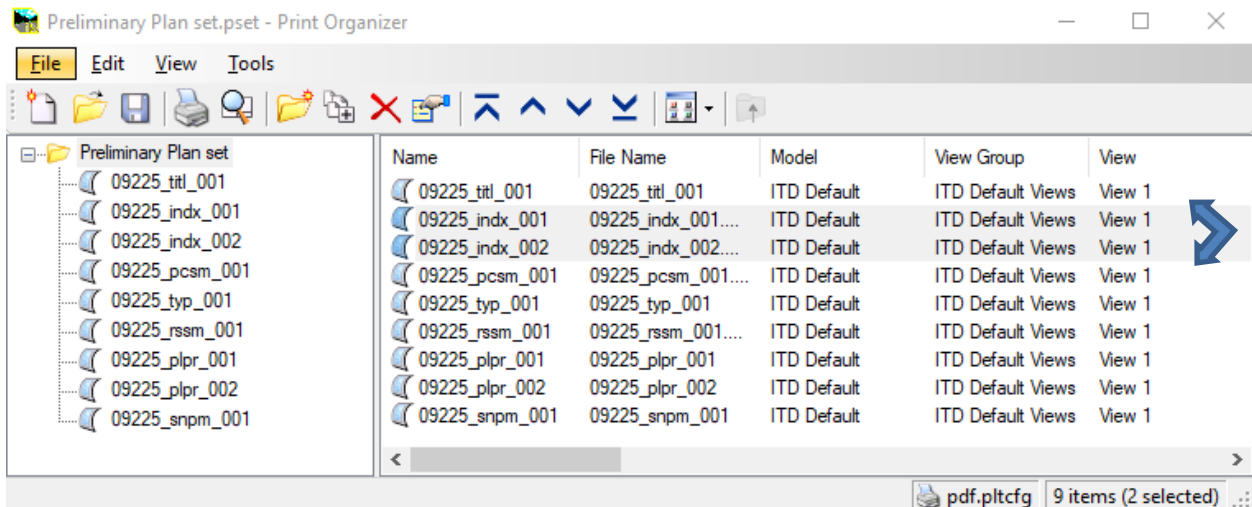 Preliminary Plan set.pset - Print Organizer
File Edit View Tools
Preliminary Plan set
09225_titl_001
09225_indx_001
09225_indx_002
09225_pcsm_001
09225_typ_001
09225_rssm_001
09225_plpr_001
09225_plpr_002
09225_snpm_001
Name File Name Model View Group View
09225_titl_001 09225_titl_001 ITD Default ITD Default Views View 1
09225_indx_001 09225_indx_001.... ITD Default ITD Default Views View 1
09225_indx_002 09225_indx_002.... ITD Default ITD Default Views View 1
09225_pcsm_001 09225_pcsm_001.... ITD Default ITD Default Views View 1
09225_typ_001 09225_typ_001 ITD Default ITD Default Views View 1
09225_rssm_001 09225_rssm_001.... ITD Default ITD Default Views View 1
09225_plpr_001 09225_plpr_001 ITD Default ITD Default Views View 1
09225_plpr_002 09225_plpr_002 ITD Default ITD Default Views View 1
09225_snpm_001 09225_snpm_001 ITD Default ITD Default Views View 1
pdf.pltcfg 9 items (2 selected)